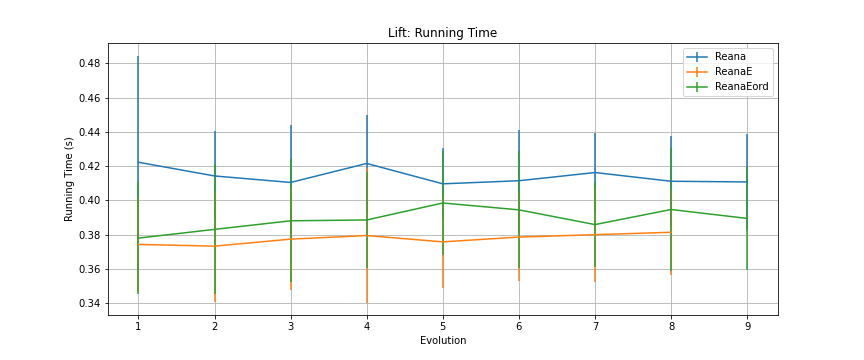 Lift: Running Time
Reana
ReanaE
ReanaEord
Running Time (s)
0.48
0.46
0.44
0.42
0.40
0.38
0.36
0.34
1 2 3 4 5 6 7 8 9
Evolution